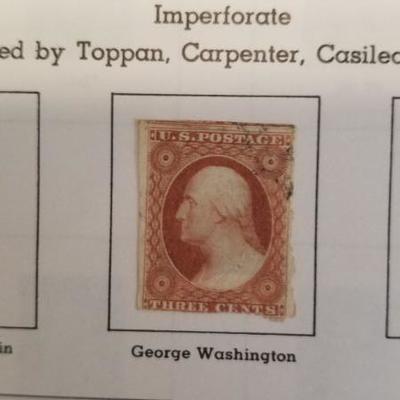 Imperforate
ed by Toppan, Carpenter, Casilea
U.S. POSTAGE
THREE CENTS
in
George Washington